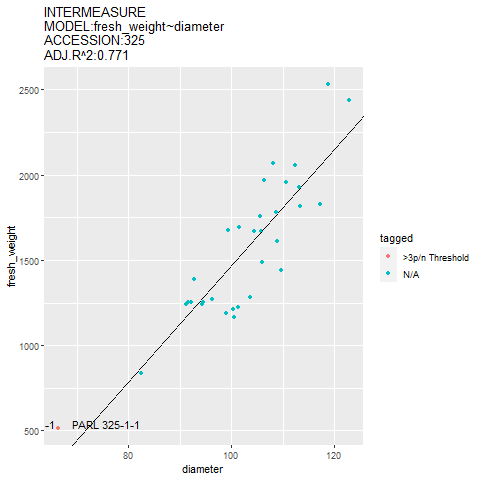 INTERMEASURE
MODEL:fresh_weight~diameter
ACCESSION:325
ADJ.R^2:0.771
2500
2000
1500
1000
500
fresh_weight
-1
PARL 325-1-1
80
100
120
diameter
tagged
>3p/n Threshold
N/A